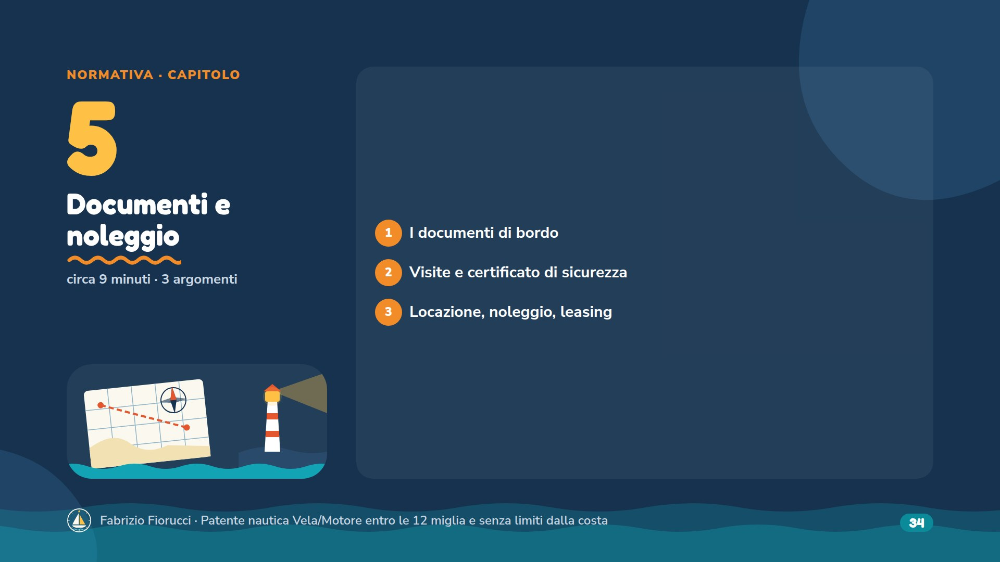 NORMATIVA · CAPITOLO
5
Documenti e
noleggio
circa 9 minuti · 3 argomenti
1 I documenti di bordo
2 Visite e certificato di sicurezza
3 Locazione, noleggio, leasing
Fabrizio Fiorucci · Patente nautica Vela/Motore entro le 12 miglia e senza limiti dalla costa
34